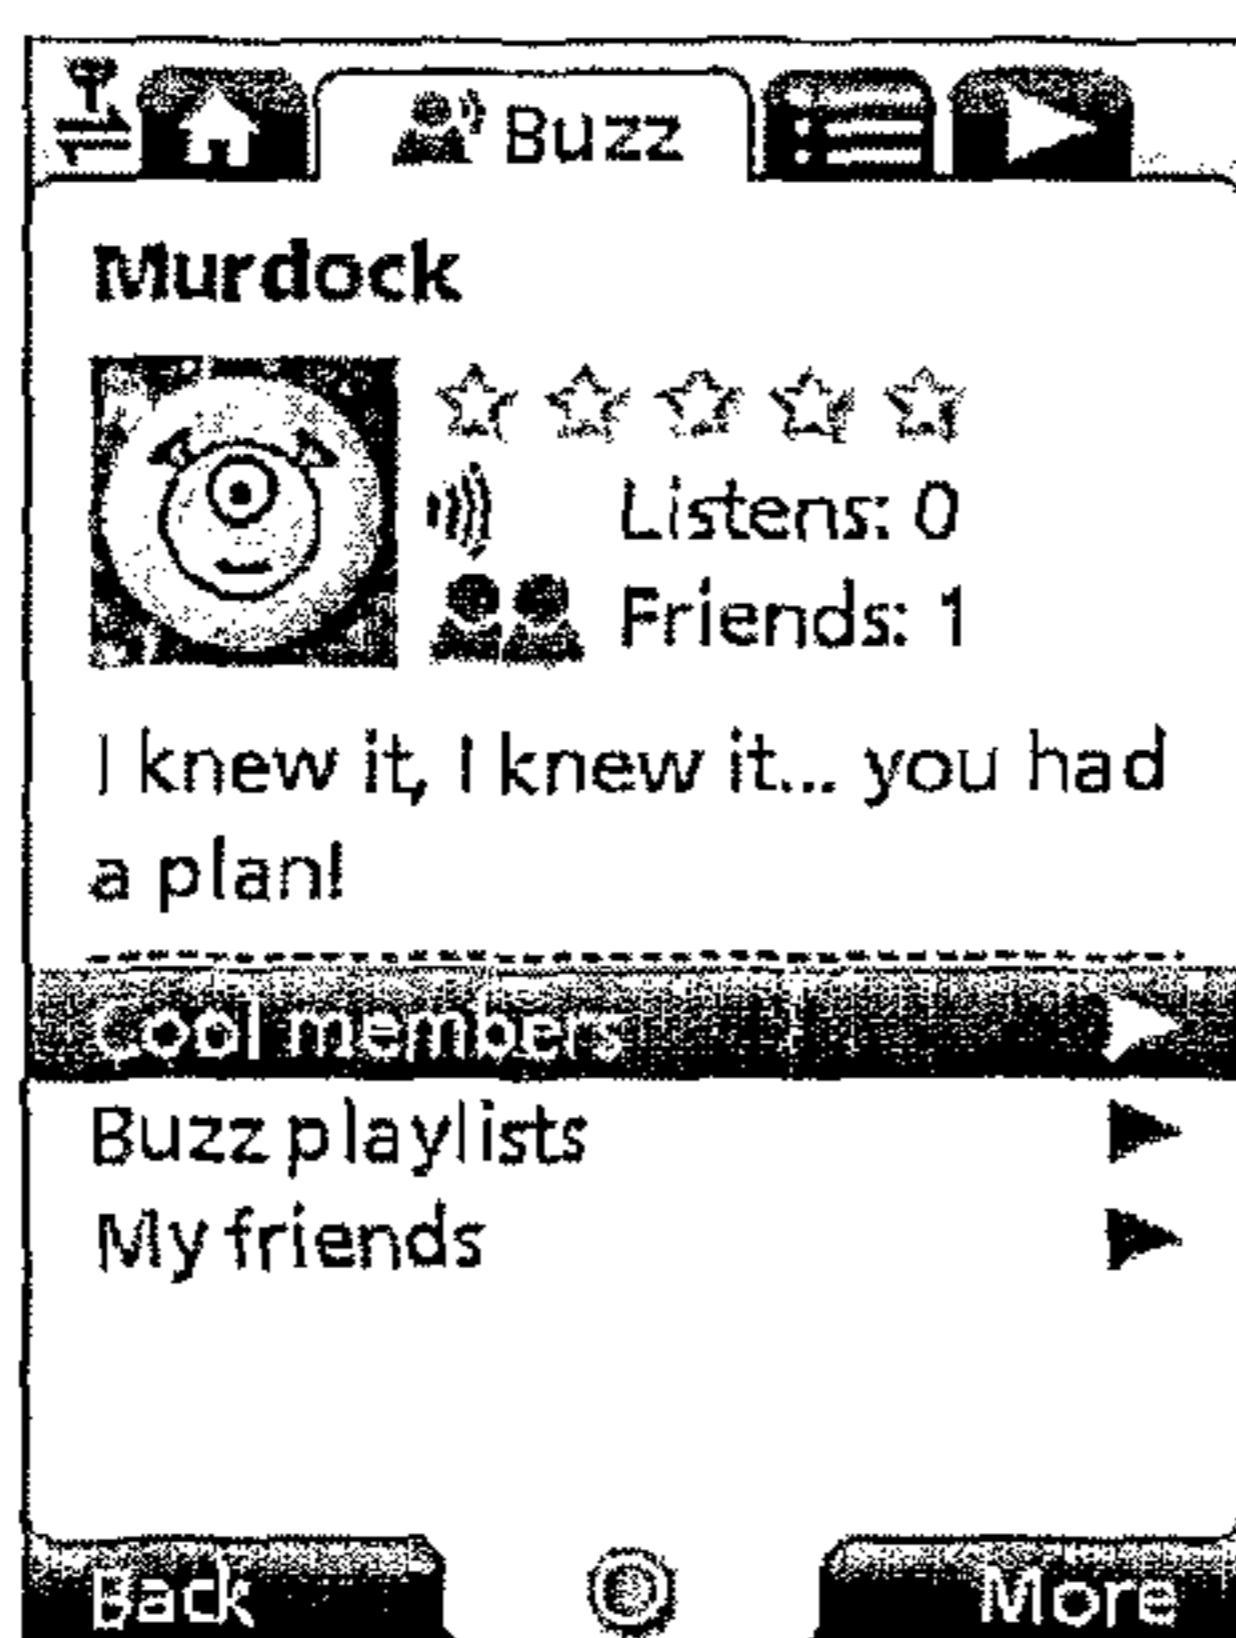 Buzz
Murdock
Listens: 0
Friends: 1
I knew it, I knew it... you had
a plan!
Cool members
Buzz playlists
My friends
Back
More